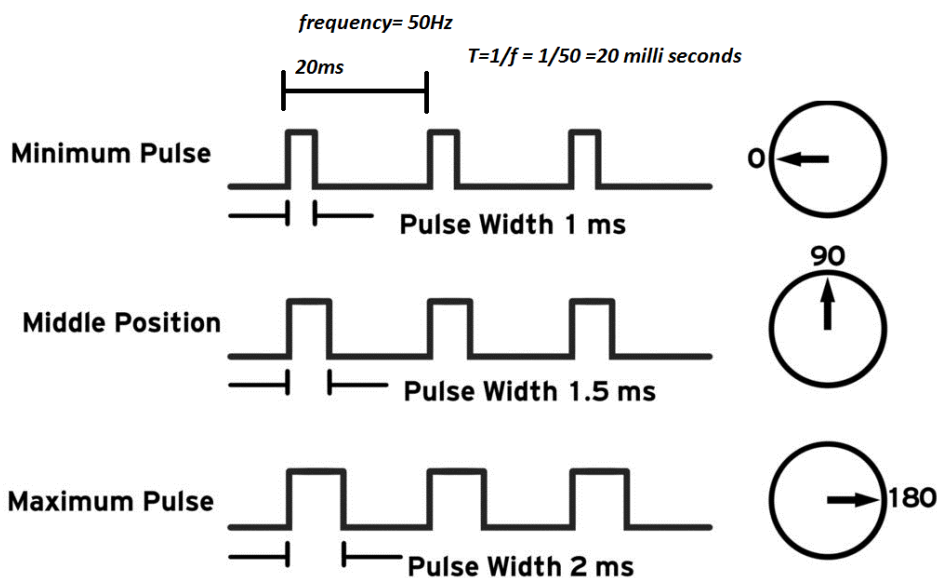 frequency= 50Hz
20ms
T=1/f = 1/50 =20 milli seconds
Minimum Pulse
0
Pulse Width 1 ms
90
Middle Position
Pulse Width 1.5 ms
Maximum Pulse
180
Pulse Width 2 ms